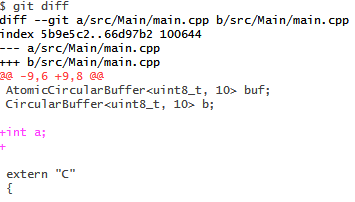 $ git diff
diff --git a/src/Main/main.cpp b/src/Main/main.cpp
index 5b9e5c2..66d97b2 100644
--- a/src/Main/main.cpp
+++ b/src/Main/main.cpp
@@ -9,6 +9,8 @@
 AtomicCircularBuffer<uint8_t, 10> buf;
 CircularBuffer<uint8_t, 10> b;

+int a;
+

 extern "C"
 {